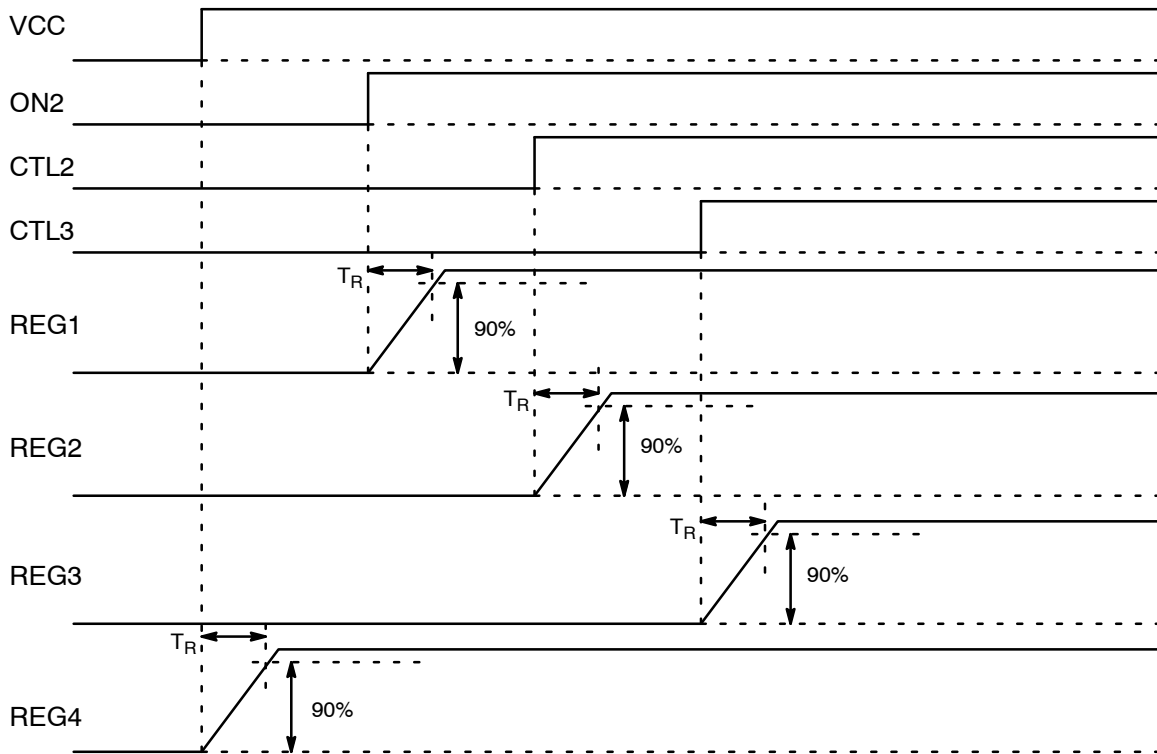 VCC
ON2
CTL2
CTL3
TR
REG1
90%
TR
REG2
90%
TR
REG3
90%
TR
REG4
90%